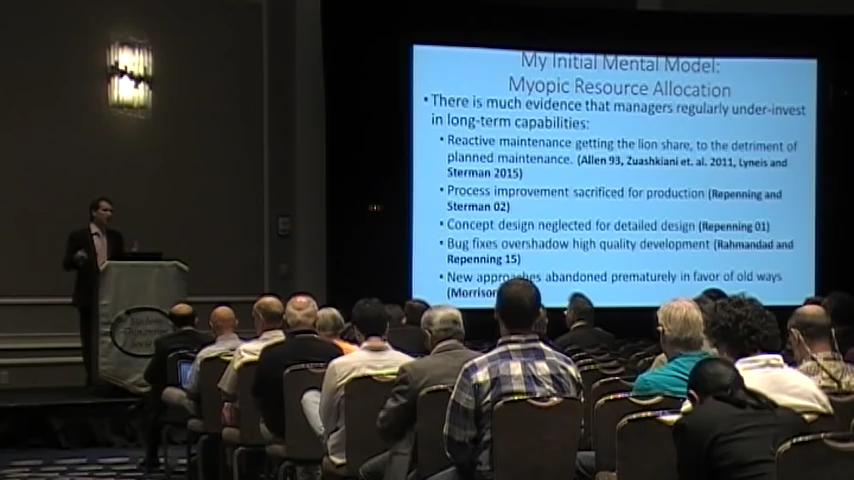 My Initial Mental Model:
Myopic Resource Allocation
• There is much evidence that managers regularly under-invest
in long-term capabilities:
• Reactive maintenance getting the lion share, to the detriment of
planned maintenance. (Allen 93, Zuashkiani et. al. 2011, Lyneis and
Sterman 2015)
• Process improvement sacrificed for production (Repenning and
Sterman 02)
• Concept design neglected for detailed design (Repenning 01)
• Bug fixes overshadow high quality development (Rahmandad and
Repenning 15)
• New approaches abandoned prematurely in favor of old ways
(Morrison